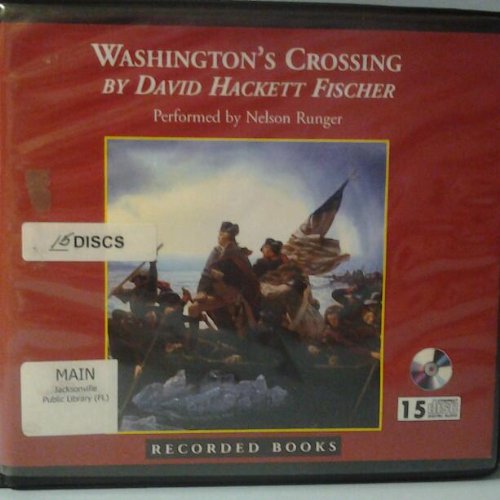 WASHINGTON'S CROSSING
BY DAVID HACKETT FISCHER
Performed by Nelson Runger
15 DISCS
MAIN
Jacksonville
Public Library (FL)
15
RECORDED BOOKS